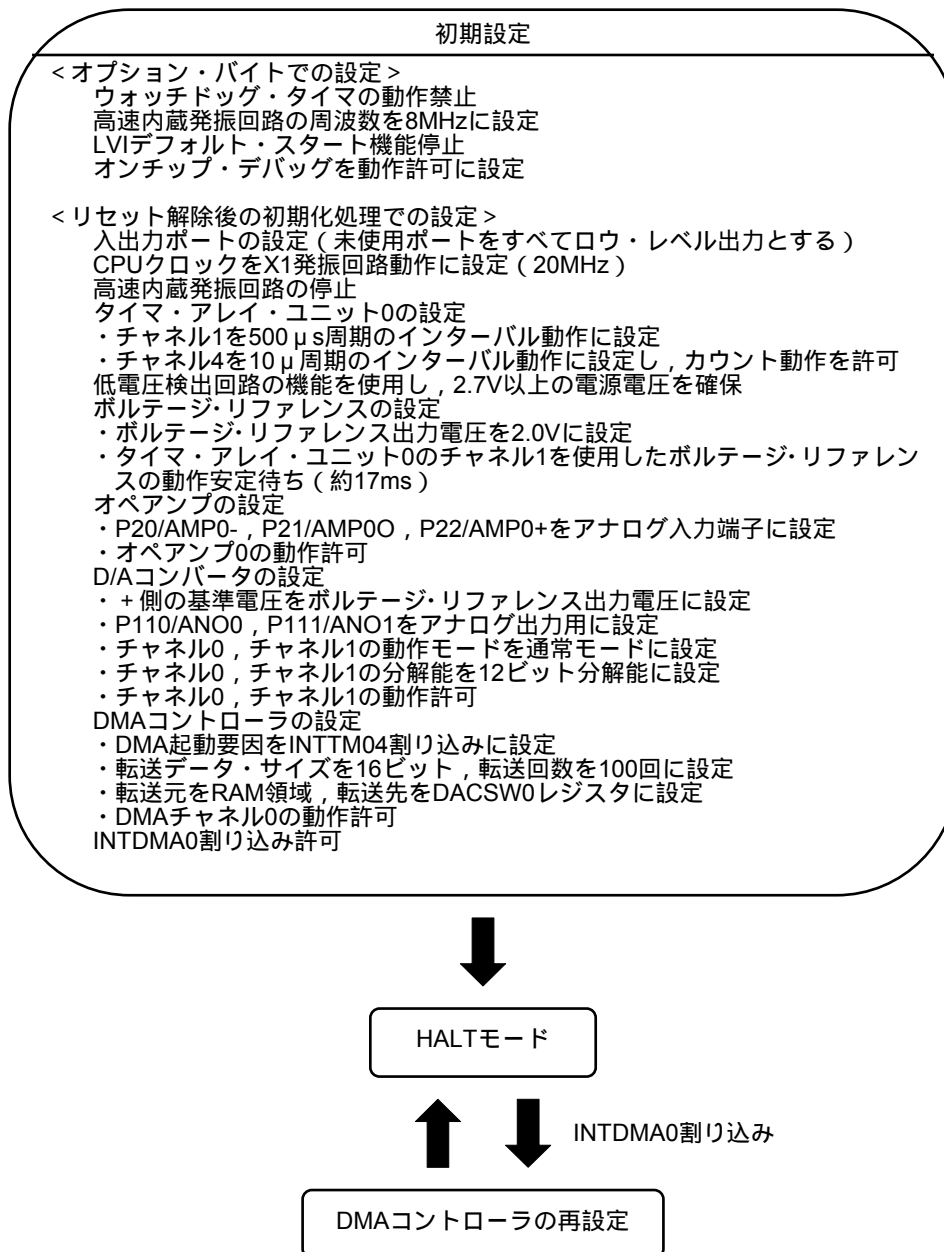 初期設定
<オプション・バイトでの設定>
ウォッチドッグ・タイマの動作禁止
高速内蔵発振回路の周波数を8MHzに設定
LVIデフォルト・スタート機能停止
オンチップ・デバッグを動作許可に設定
<リセット解除後の初期化処理での設定>
入出力ポートの設定(未使用ポートをすべてロウ・レベル出力とする)
CPUクロックをX1発振回路動作に設定(20MHz)
高速内蔵発振回路の停止
タイマ・アレイ・ユニット0の設定
・チャネル1を500μs周期のインターバル動作に設定
・チャネル4を10μ周期のインターバル動作に設定し,カウント動作を許可
低電圧検出回路の機能を使用し,2.7V以上の電源電圧を確保
ボルテージ・リファレンスの設定
・ボルテージ・リファレンス出力電圧を2.0Vに設定
・タイマ・アレイ・ユニット0のチャネル1を使用したボルテージ・リファレン
スの動作安定待ち(約17ms)
オペアンプの設定
・P20/AMP0-,P21/AMP0O,P22/AMP0+をアナログ入力端子に設定
・オペアンプ0の動作許可
D/Aコンバータの設定
・+側の基準電圧をボルテージ・リファレンス出力電圧に設定
・P110/ANO0,P111/ANO1をアナログ出力用に設定
・チャネル0,チャネル1の動作モードを通常モードに設定
・チャネル0,チャネル1の分解能を12ビット分解能に設定
・チャネル0,チャネル1の動作許可
DMAコントローラの設定
・DMA起動要因をINTTM04割り込みに設定
・転送データ・サイズを16ビット,転送回数を100回に設定
・転送元をRAM領域,転送先をDACSW0レジスタに設定
・DMAチャネル0の動作許可
INTDMA0割り込み許可
HALTモード
INTDMA0割り込み
DMAコントローラの再設定